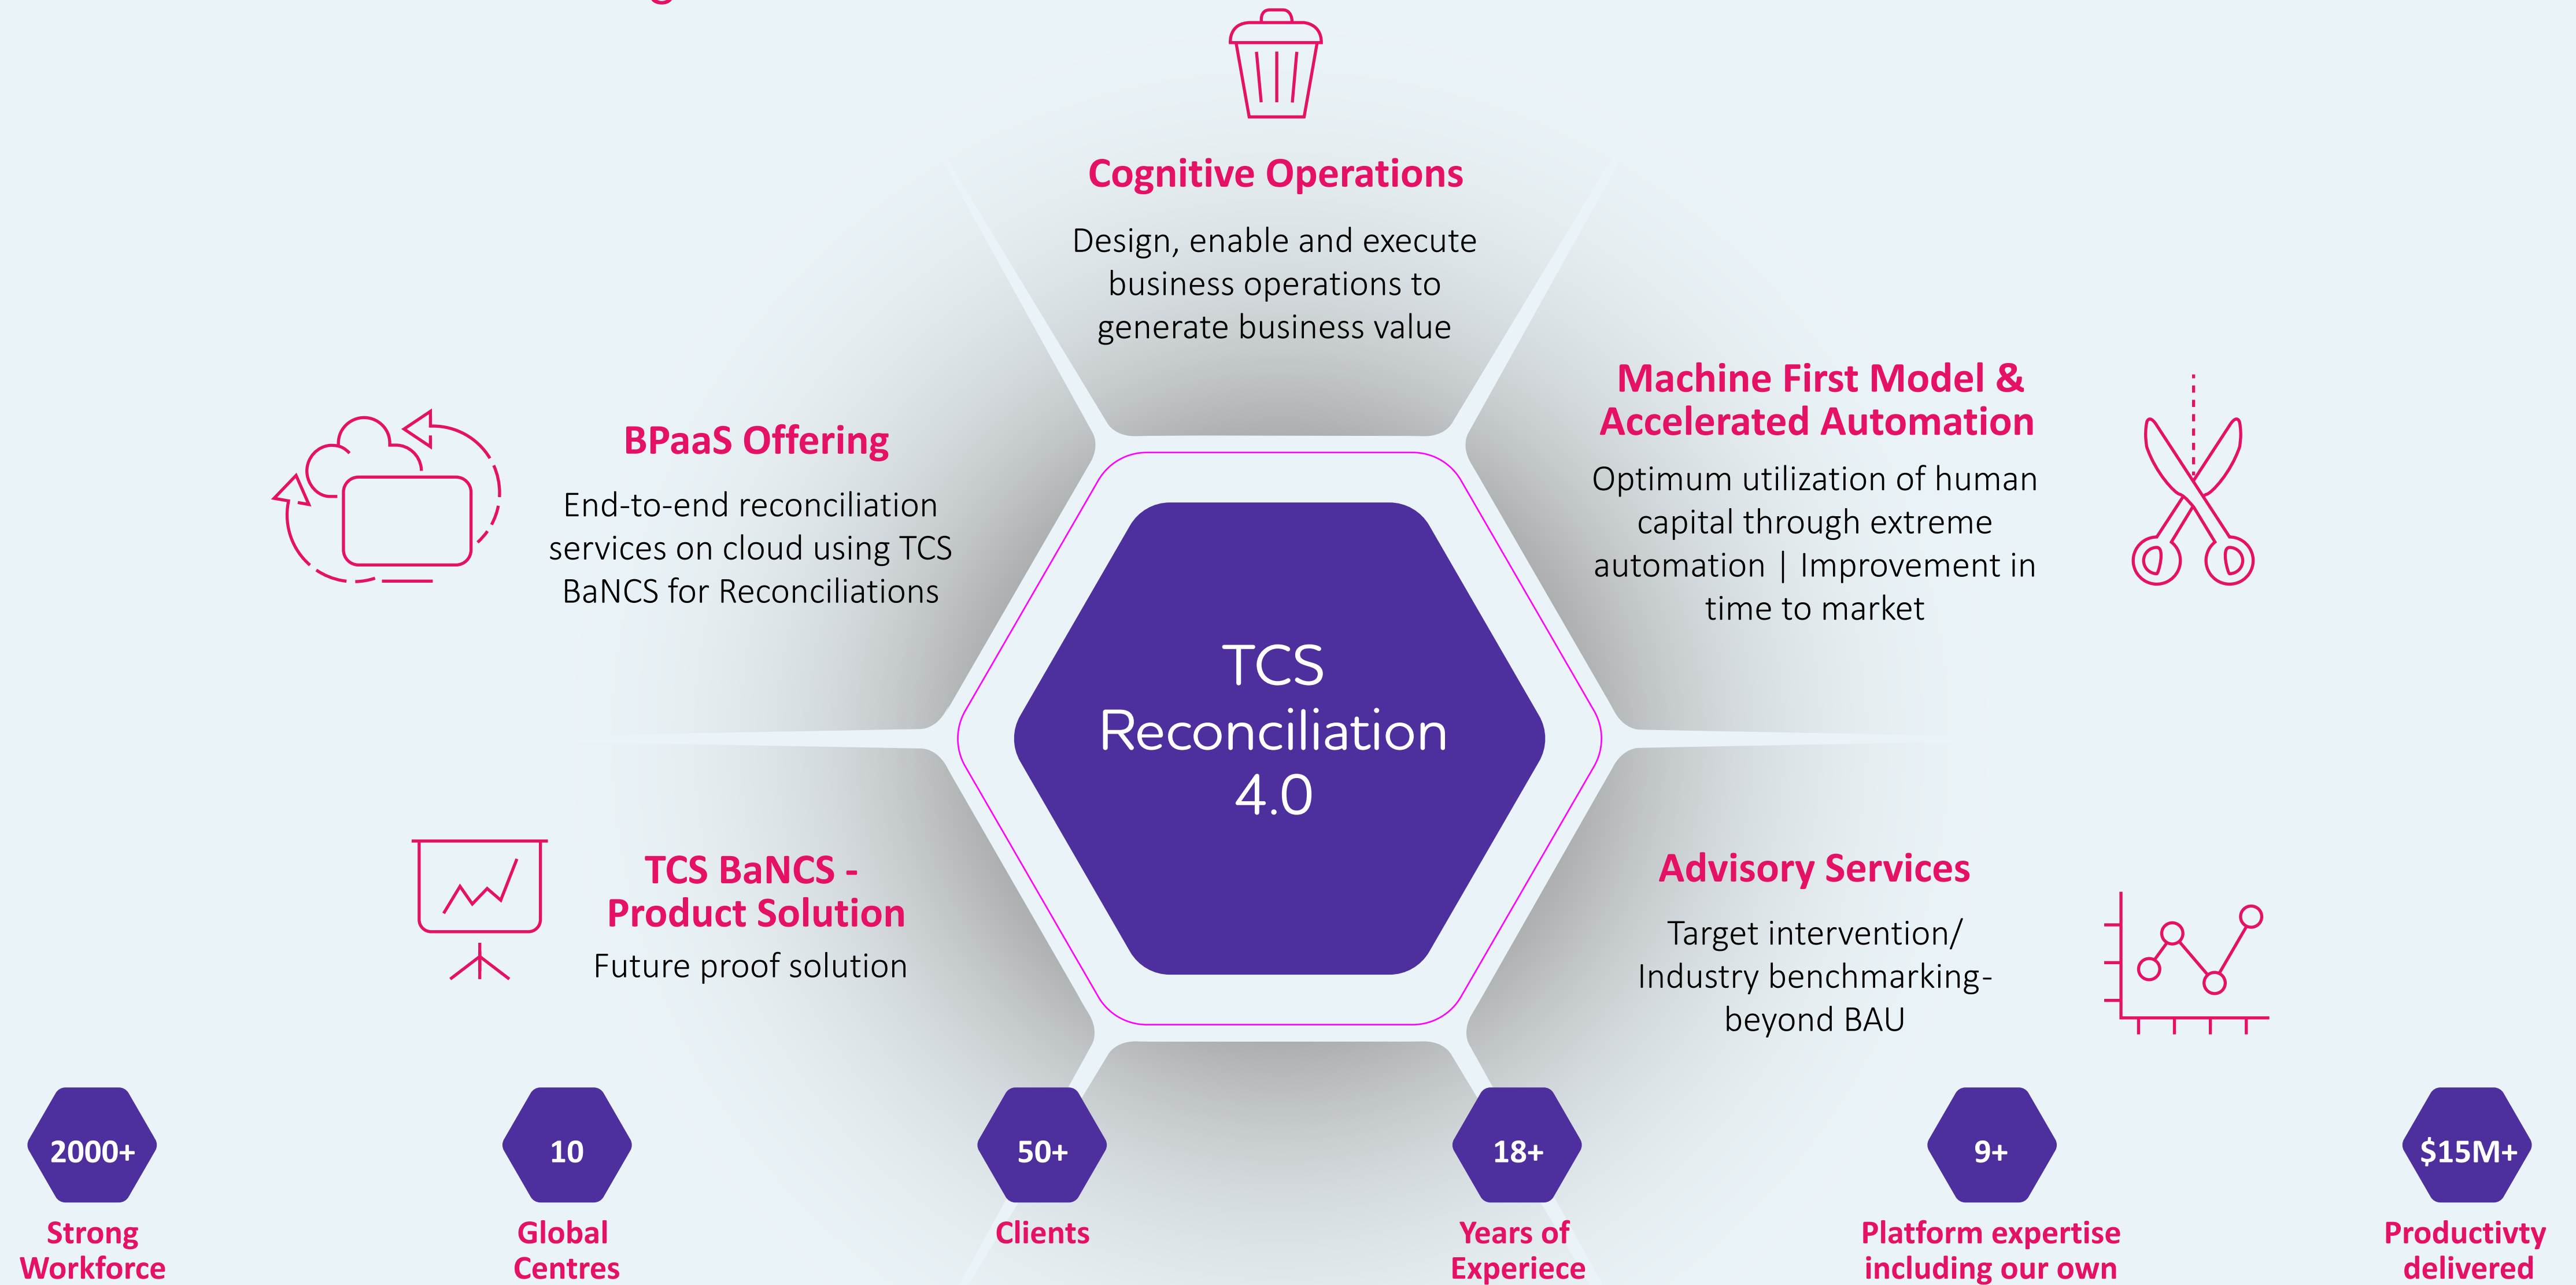 Cognitive Operations
Design, enable and execute
business operations to
generate business value
BPaaS Offering
End-to-end reconciliation
services on cloud using TCS
BaNCS for Reconciliations
Machine First Model &
Accelerated Automation
Optimum utilization of human
capital through extreme
automation | Improvement in
time to market
TCS
Reconciliation
4.0
TCS BaNCS -
Product Solution
Future proof solution
Advisory Services
Target intervention/
Industry benchmarking-
beyond BAU
2000+
Strong
Workforce
10
Global
Centres
50+
Clients
18+
Years of
Experiece
9+
Platform expertise
including our own
$15M+
Productivty
delivered